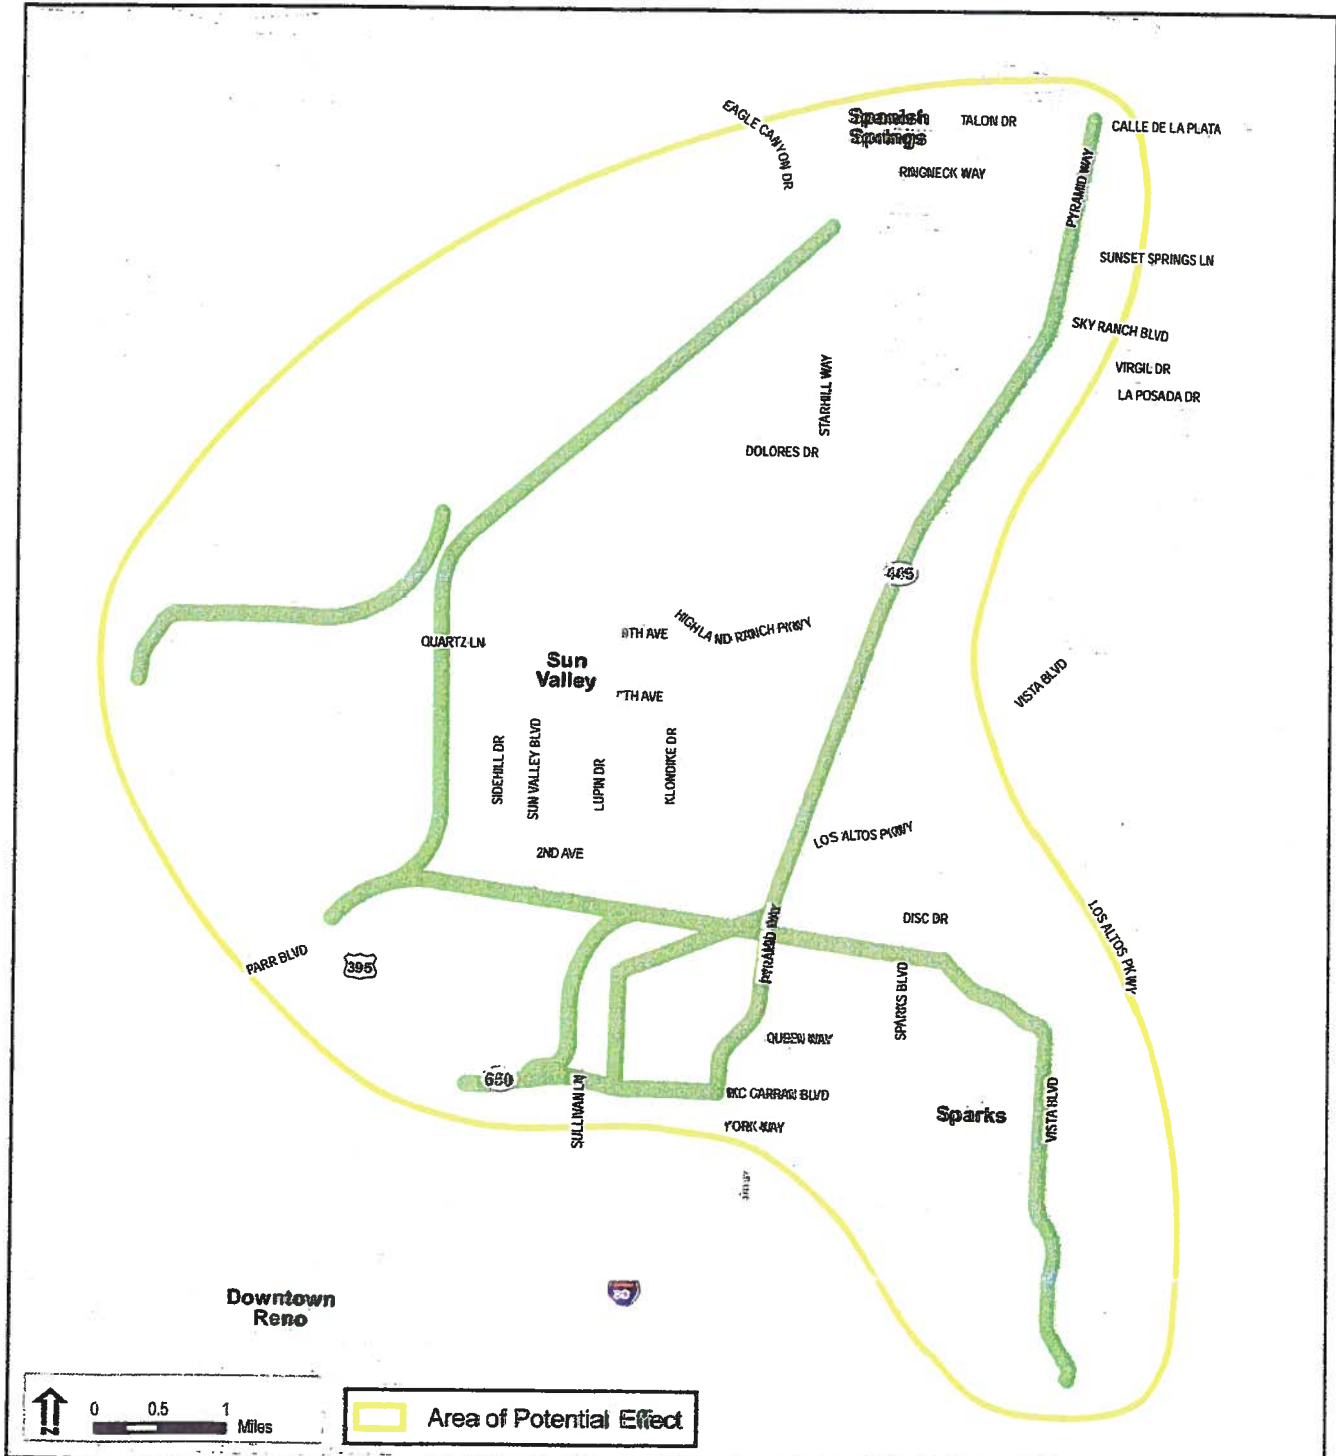 EAGLE CANYON DR
Spanish
Springs
TALON DR
CALLE DE LA PLATA
RINGNECK WAY
PYRAMID WAY
SUNSET SPRINGS LN
SKY RANCH BLVD
VIRGIL DR
LA POSADA DR
STARHILL WAY
DOLORES DR
445
QUARTZ LN
8TH AVE
HIGHLAND RANCH PKWY
Sun
Valley
7TH AVE
VISTA BLVD
SIDEHILL DR
SUN VALLEY BLVD
LUPIN DR
KLONDIKE DR
LOS ALTOS PKWY
2ND AVE
DISC DR
LOS ALTOS PKWY
PYRAMID WAY
PARR BLVD
395
SPARKS BLVD
QUEEN WAY
650
SULLIVAN LN
MC CARRAN BLVD
Sparks
VISTA BLVD
YORK WAY
80
Downtown
Reno
N
0 0.5 1
Miles
Area of Potential Effect